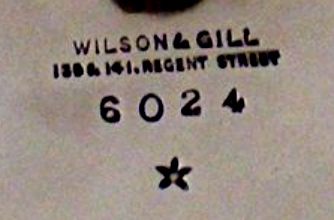 WILSON & GILL
139 & 141. REGENT STREET
6024